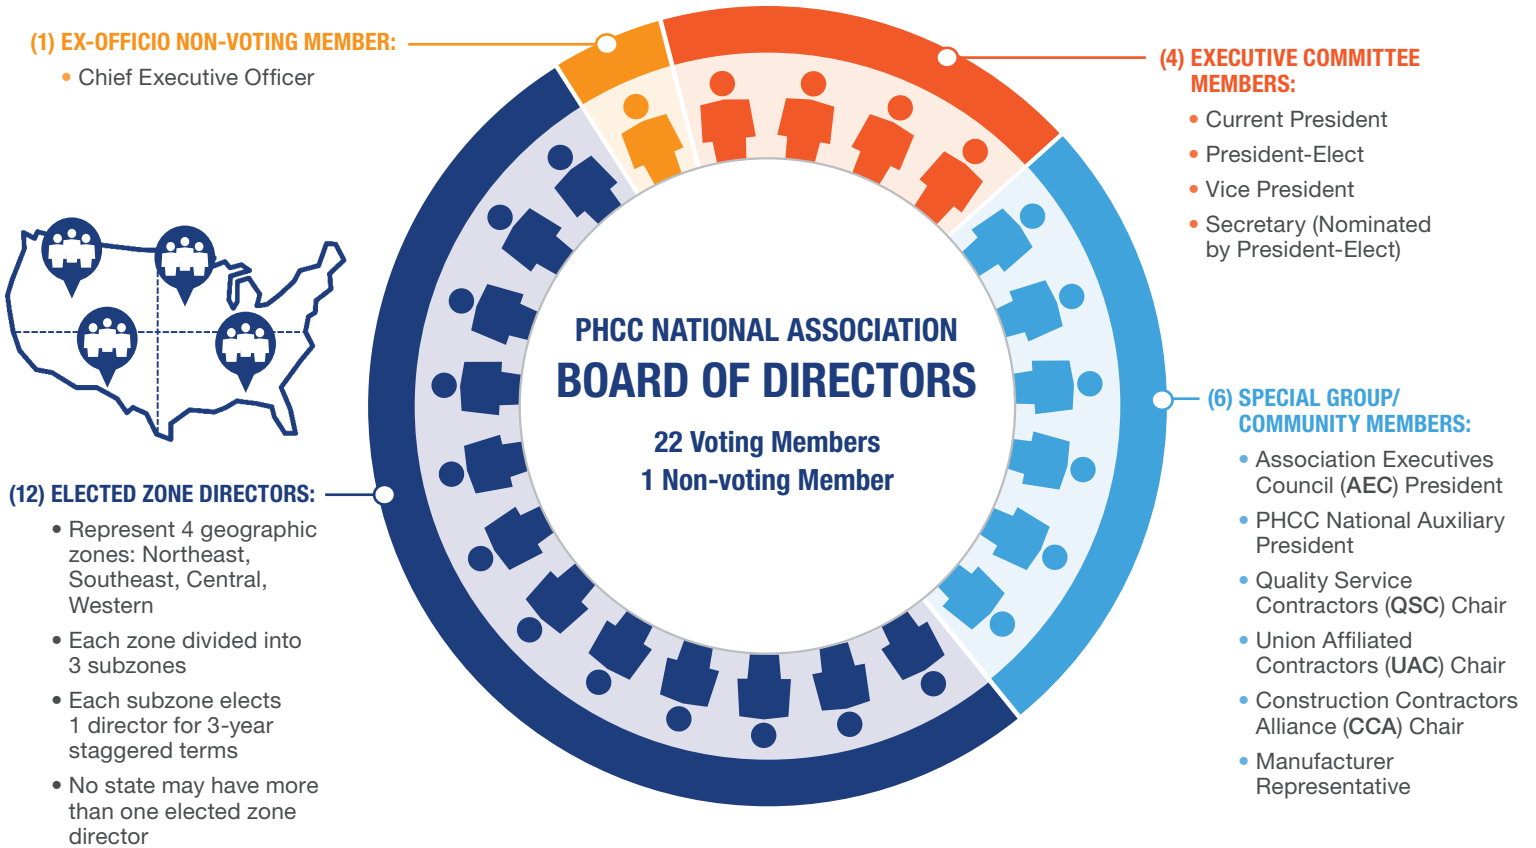 (1) EX-OFFICIO NON-VOTING MEMBER:
• Chief Executive Officer
(4) EXECUTIVE COMMITTEE
MEMBERS:
• Current President
• President-Elect
• Vice President
• Secretary (Nominated
by President-Elect)
PHCC NATIONAL ASSOCIATION
BOARD OF DIRECTORS
22 Voting Members
1 Non-voting Member
(6) SPECIAL GROUP/
COMMUNITY MEMBERS:
• Association Executives
Council (AEC) President
• PHCC National Auxiliary
President
• Quality Service
Contractors (QSC) Chair
• Union Affiliated
Contractors (UAC) Chair
• Construction Contractors
Alliance (CCA) Chair
• Manufacturer
Representative
(12) ELECTED ZONE DIRECTORS:
• Represent 4 geographic
zones: Northeast,
Southeast, Central,
Western
• Each zone divided into
3 subzones
• Each subzone elects
1 director for 3-year
staggered terms
• No state may have more
than one elected zone
director